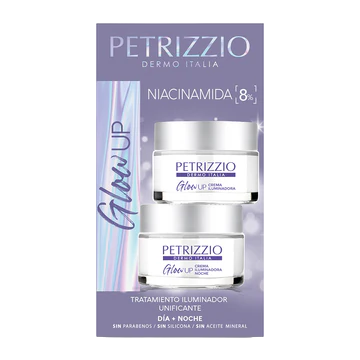 PETRIZZIO
DERMO ITALIA
NIACINAMIDA [8%]
Glow UP
PETRIZZIO
DERMO ITALIA
Glow UP CREMA
ILUMINADORA
PETRIZZIO
DERMO ITALIA
Glow UP CREMA
ILUMINADORA
NOCHE
TRATAMIENTO ILUMINADOR
UNIFICANTE
DÍA + NOCHE
SIN PARABENOS / SIN SILICONA / SIN ACEITE MINERAL